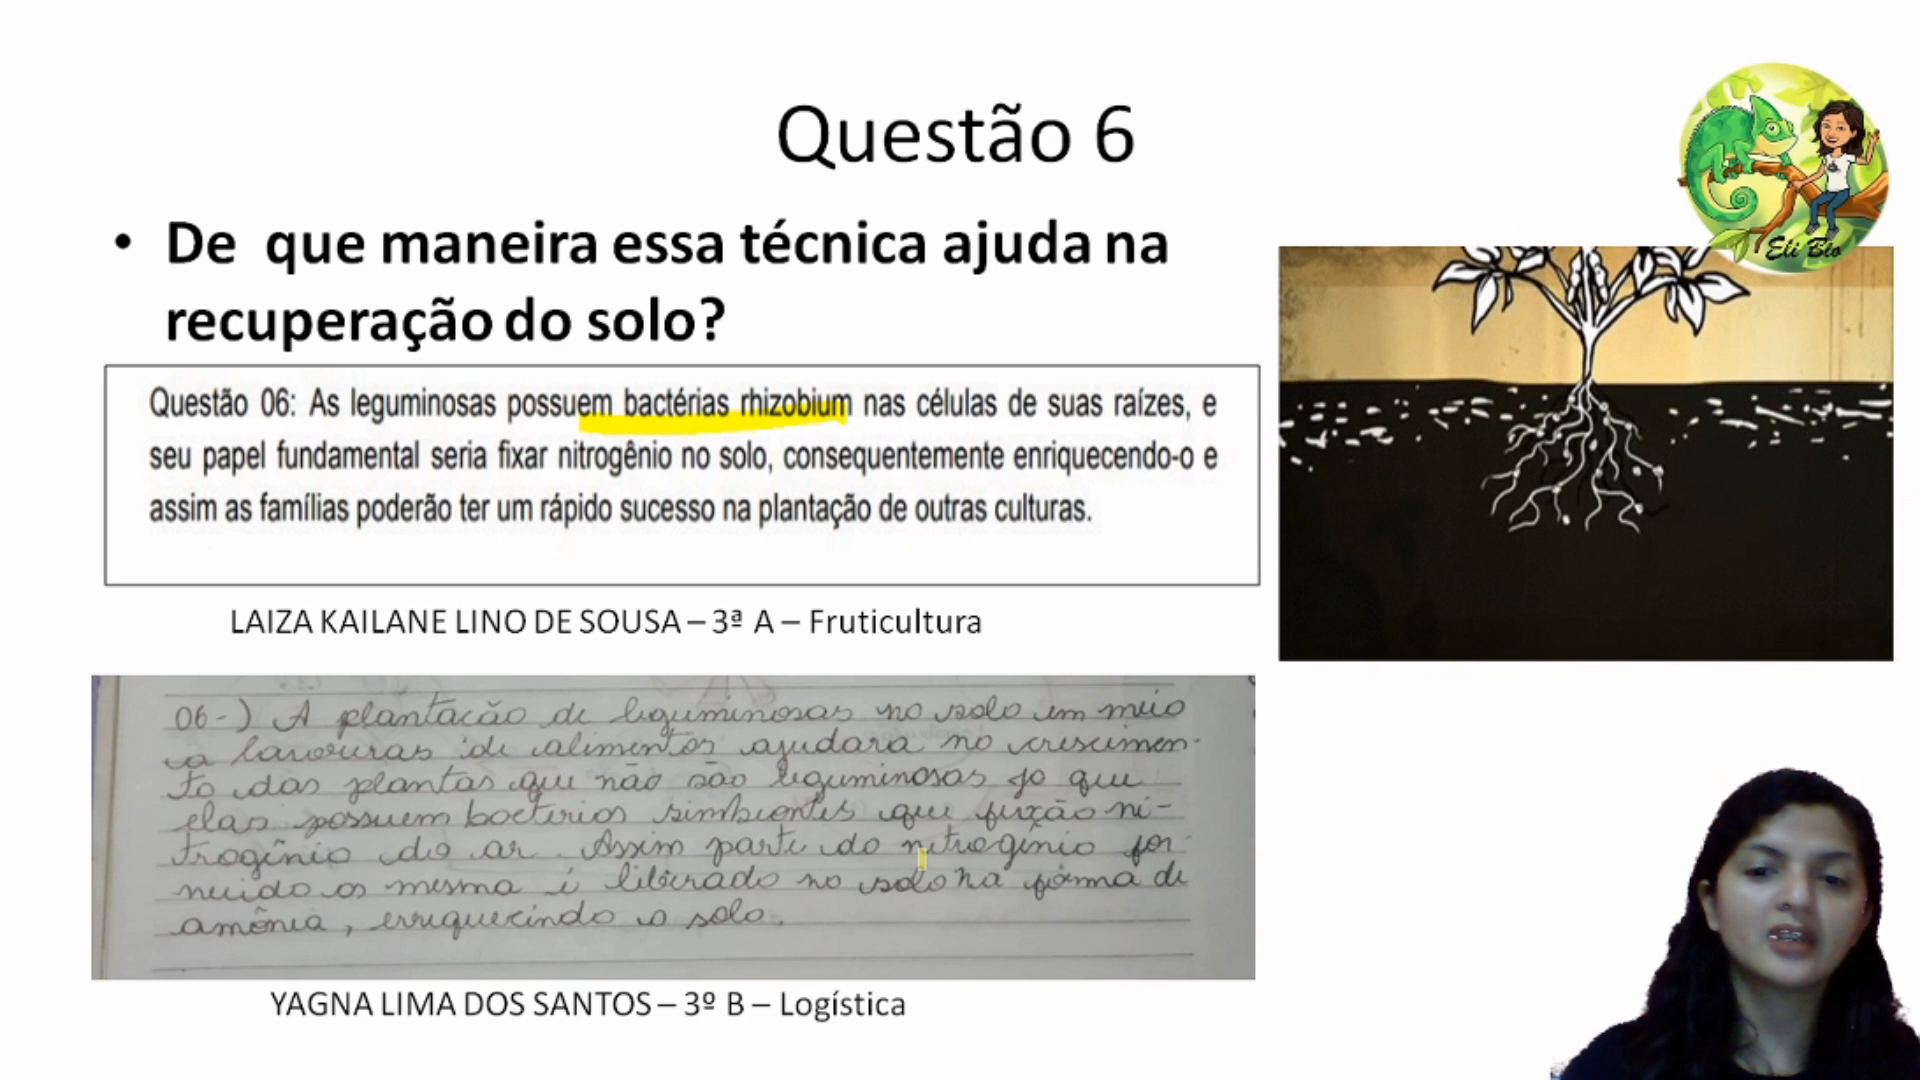 Questão 6
Eli Bio
• De que maneira essa técnica ajuda na
recuperação do solo?
Questão 06: As leguminosas possuem bactérias rhizobium nas células de suas raízes, e
seu papel fundamental seria fixar nitrogênio no solo, consequentemente enriquecendo-o e
assim as famílias poderão ter um rápido sucesso na plantação de outras culturas.
LAIZA KAILANE LINO DE SOUSA – 3ª A – Fruticultura
06-) A plantação de leguminosas no solo em meio
a lavouras de alimentos ajudara no crescimen-
to das plantas que não são leguminosas ja que
elas possuem bactérias simbiontes que fixão ni-
trogênio do ar. Assim parte do nitrogênio for-
necido as mesma é liberado no solo na forma de
amônia, enriquecindo o solo.
YAGNA LIMA DOS SANTOS – 3º B – Logística